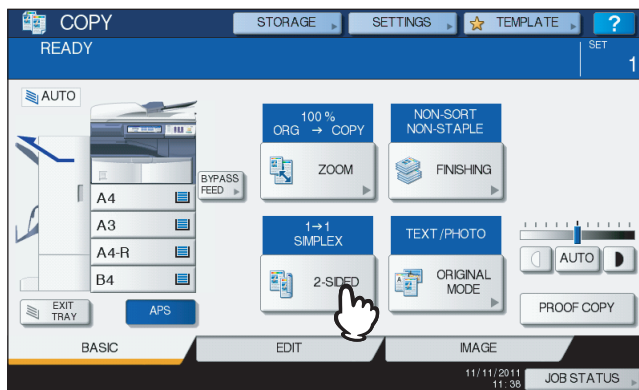 COPY
STORAGE
SETTINGS
TEMPLATE
?
READY
SET
1
AUTO
100 %
ORG → COPY
ZOOM
NON-SORT
NON-STAPLE
FINISHING
BYPASS
FEED
A4
A3
A4-R
B4
1→1
SIMPLEX
2-SIDED
TEXT/PHOTO
ORIGINAL
MODE
AUTO
EXIT
TRAY
APS
PROOF COPY
BASIC
EDIT
IMAGE
11/11/2011
11:38
JOB STATUS